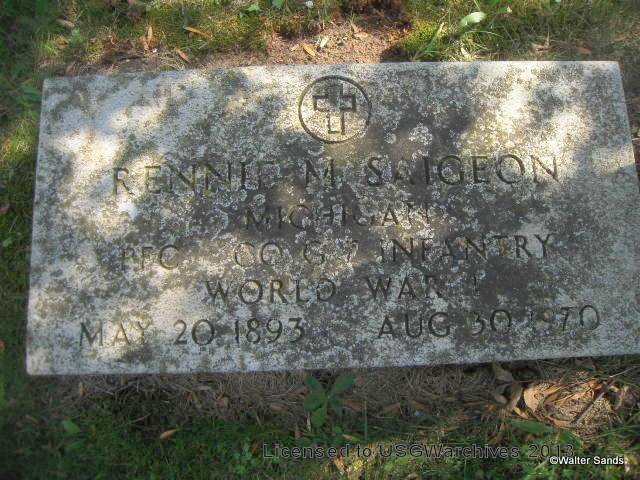 RENNIE M SAIGEON
MICHIGAN
PFC CO G 7 INFANTRY
WORLD WAR I
MAY 20 1893 AUG 30 1970
Licensed to USGWarchives 2013
©Walter Sands